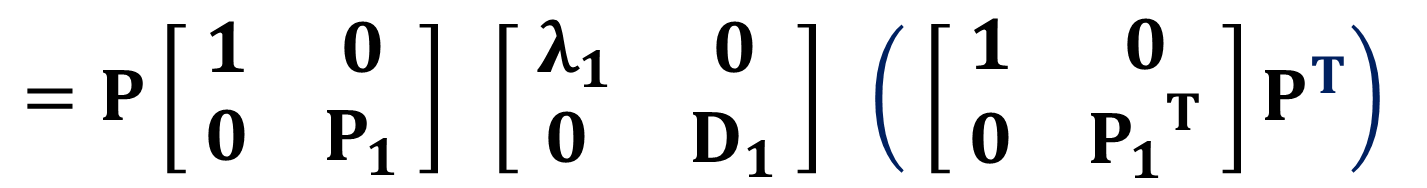 = P [ 1 0 ; 0 P₁ ] [ λ₁ 0 ; 0 D₁ ] ( [ 1 0 ; 0 P₁ᵀ ] Pᵀ )